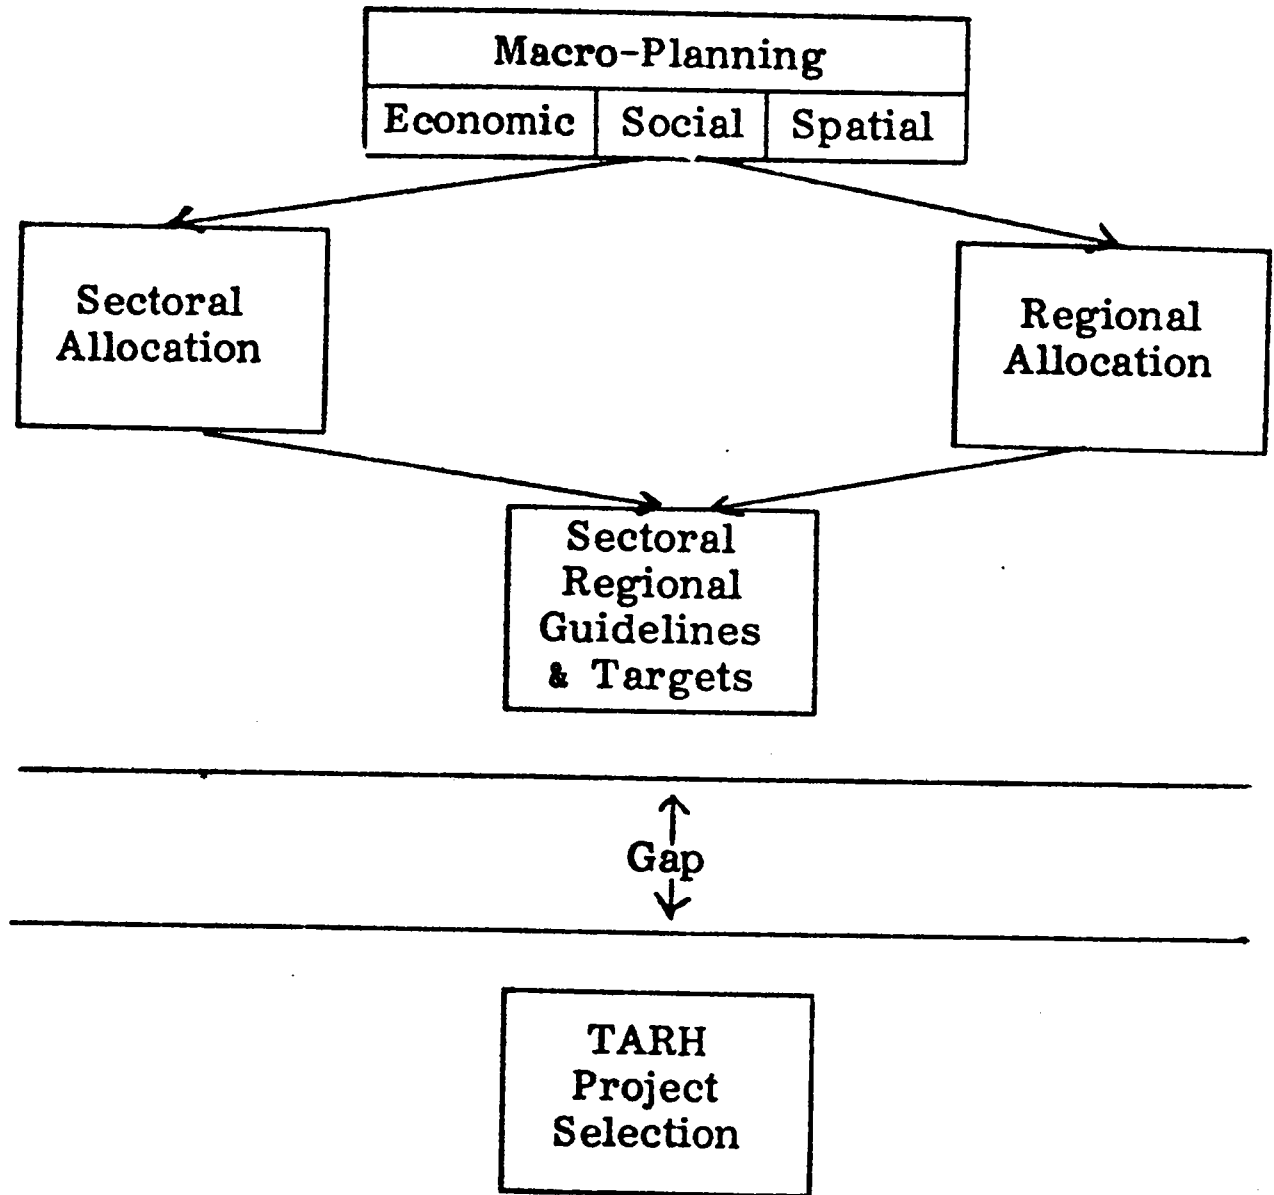 Macro-Planning
Economic Social Spatial
Sectoral
Allocation
Regional
Allocation
Sectoral
Regional
Guidelines
& Targets
Gap
TARH
Project
Selection